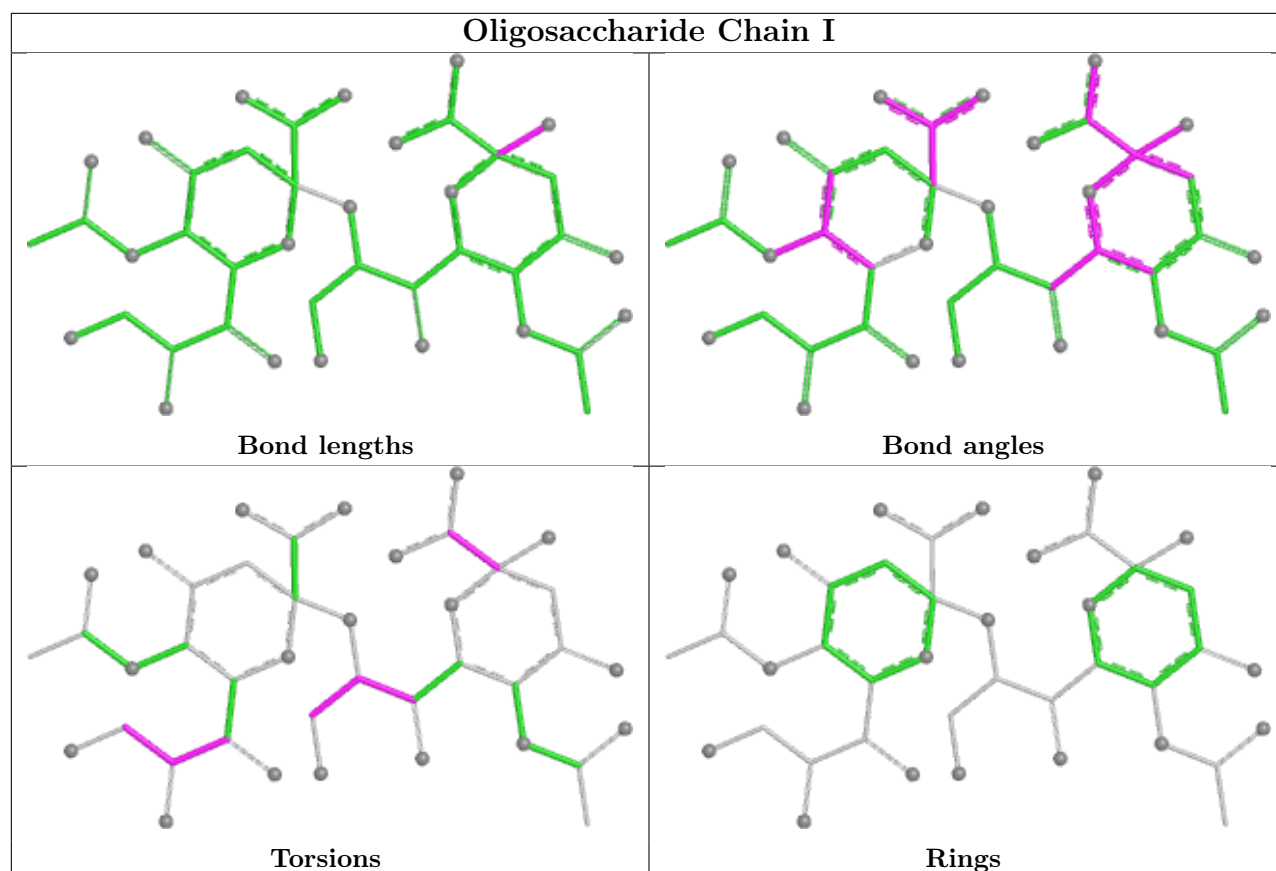 Oligosaccharide Chain I
Bond lengths
Bond angles
Torsions
Rings